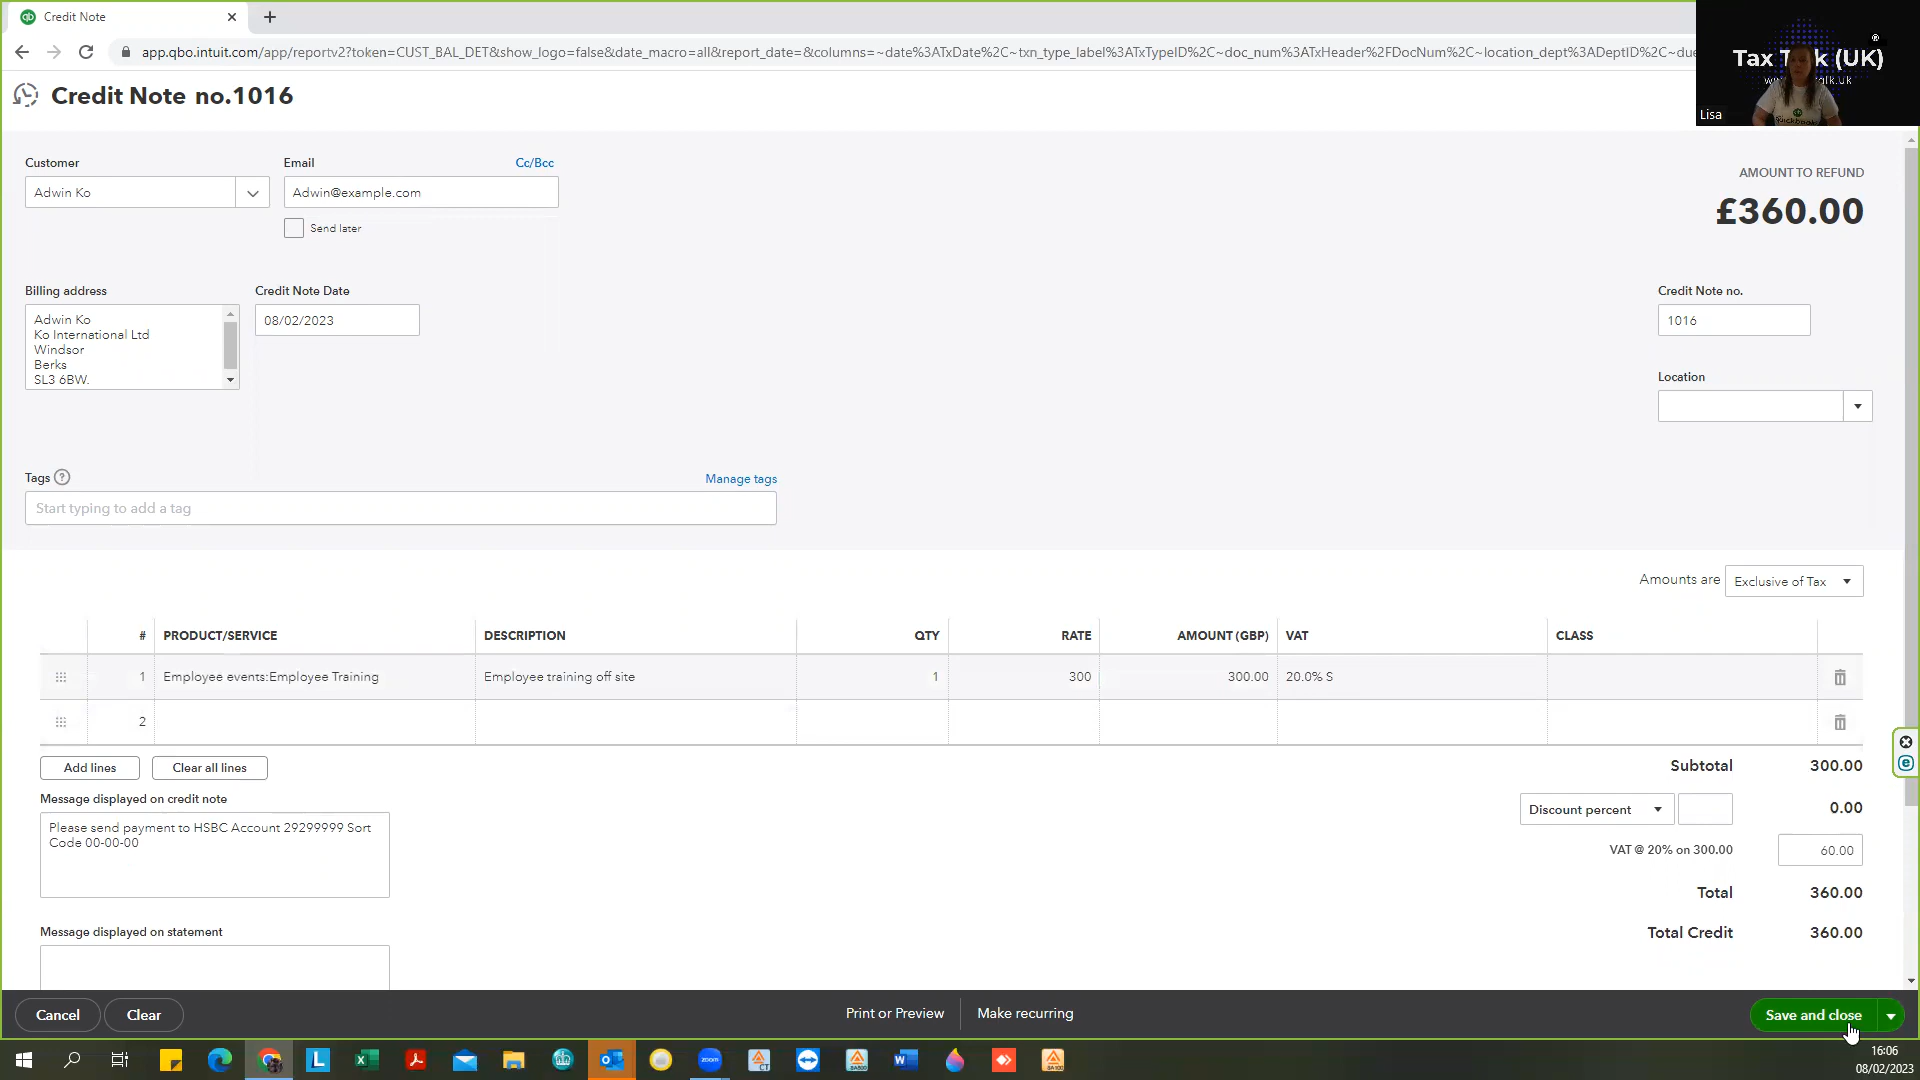 Credit Note
app.qbo.intuit.com/app/reportv2?token=CUST_BAL_DET&show_logo=false&date_macro=all&report_date=&columns=~date%3ATxDate%2C~txn_type_label%3ATxTypeID%2C~doc_num%3ATxHeader%2FDocNum%2C~location_dept%3ADeptID%2C~due
Tax T k (UK)
Lisa
Credit Note no.1016
Customer
Email
Cc/Bcc
AMOUNT TO REFUND
Adwin Ko
Adwin@example.com
£360.00
Send later
Billing address
Credit Note Date
Credit Note no.
Adwin Ko
Ko International Ltd
Windsor
Berks
SL3 6BW.
08/02/2023
1016
Location
Tags ?
Manage tags
Start typing to add a tag
Amounts are
Exclusive of Tax
# PRODUCT/SERVICE DESCRIPTION QTY RATE AMOUNT (GBP) VAT CLASS
1 Employee events:Employee Training Employee training off site 1 300 300.00 20.0% S
2
Add lines
Clear all lines
Subtotal 300.00
Message displayed on credit note
Discount percent
0.00
Please send payment to HSBC Account 29299999 Sort
Code 00-00-00
VAT @ 20% on 300.00
60.00
Total 360.00
Message displayed on statement
Total Credit 360.00
Cancel
Clear
Print or Preview
Make recurring
Save and close
16:06
08/02/2023